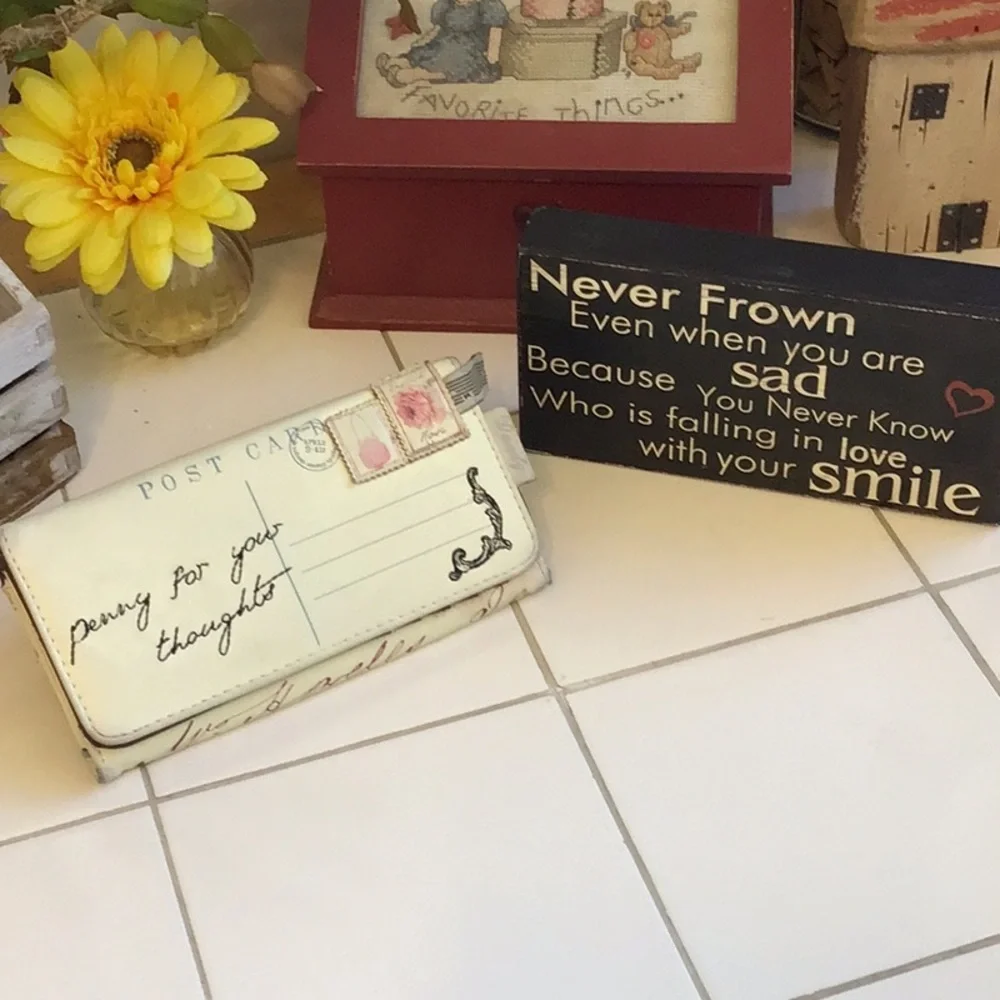 FAVORITE ThiNGS...
Never Frown
Even when you are
sad
Because You Never Know
Who is falling in love
with your smile
POST CARD
penny for your
thoughts